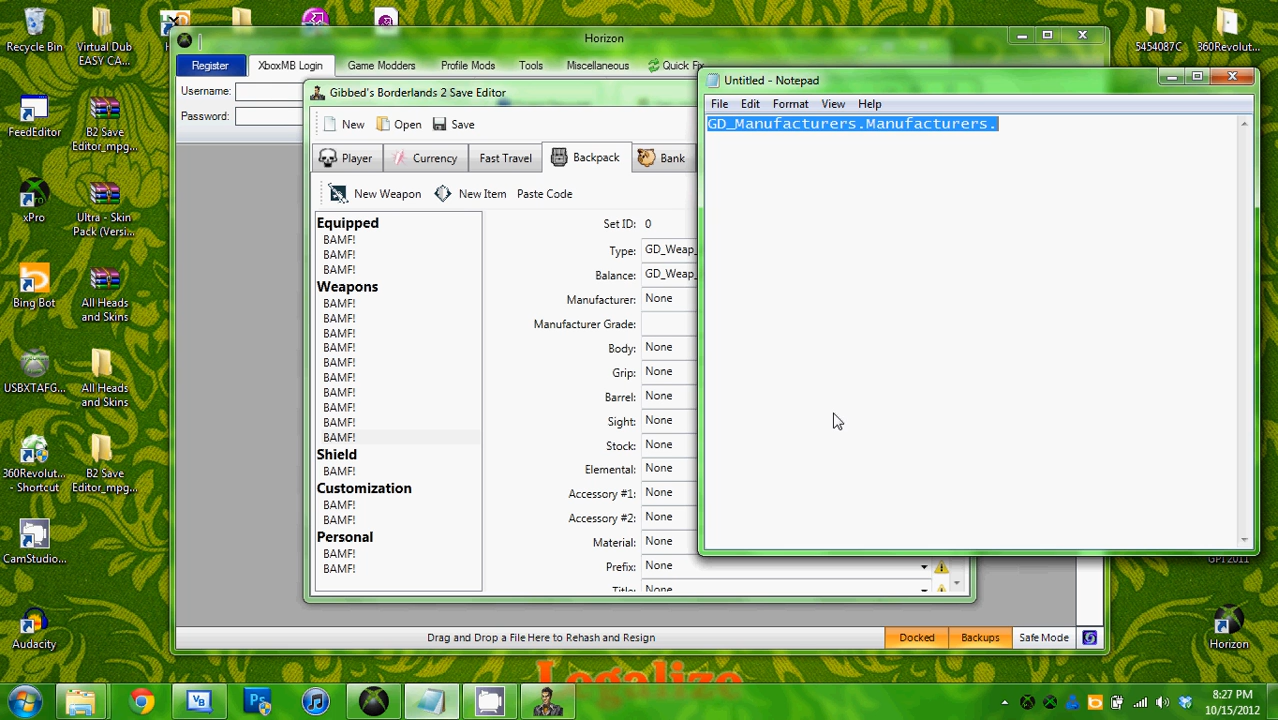 Recycle Bin
Virtual Dub
EASY CA...
5454087C
360Revolut...
FeedEditor
B2 Save
Editor_mpg...
xPro
Ultra - Skin
Pack (Versi...
Bing Bot
All Heads
and Skins
USBXTAFG...
All Heads
and Skins
360Revolut...
- Shortcut
B2 Save
Editor_mpg...
CamStudio...
Audacity
Horizon
Horizon
Register
XboxMB Login
Game Modders
Profile Mods
Tools
Miscellaneous
Quick Fix
Username:
Password:
Gibbed's Borderlands 2 Save Editor
New
Open
Save
Player
Currency
Fast Travel
Backpack
Bank
New Weapon
New Item
Paste Code
Equipped
BAMF!
BAMF!
BAMF!
Weapons
BAMF!
BAMF!
BAMF!
BAMF!
BAMF!
BAMF!
BAMF!
BAMF!
BAMF!
BAMF!
Shield
BAMF!
Customization
BAMF!
BAMF!
Personal
BAMF!
BAMF!
Set ID: 0
Type: GD_Weap_
Balance: GD_Weap_
Manufacturer: None
Manufacturer Grade:
Body: None
Grip: None
Barrel: None
Sight: None
Stock: None
Elemental: None
Accessory #1: None
Accessory #2: None
Material: None
Prefix: None
Title: None
Untitled - Notepad
File
Edit
Format
View
Help
GD_Manufacturers.Manufacturers.
Drag and Drop a File Here to Rehash and Resign
Docked
Backups
Safe Mode
Legalize
8:27 PM
10/15/2012